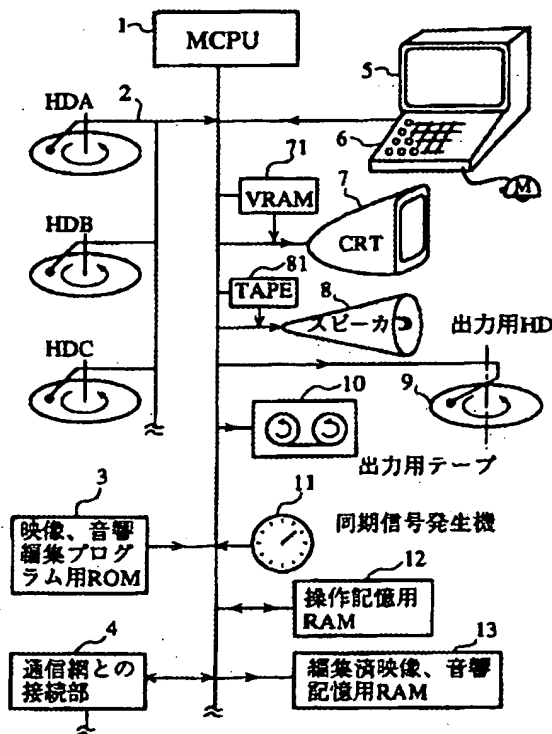 1
MCPU
HDA
2
5
6
M
71
VRAM
7
CRT
HDB
81
TAPE
8
スピーカ
出力用HD
HDC
9
10
出力用テープ
3
映像、音響
編集プログ
ラム用ROM
11
同期信号発生機
12
操作記憶用
RAM
4
通信網との
接続部
13
編集済映像、音響
記憶用RAM